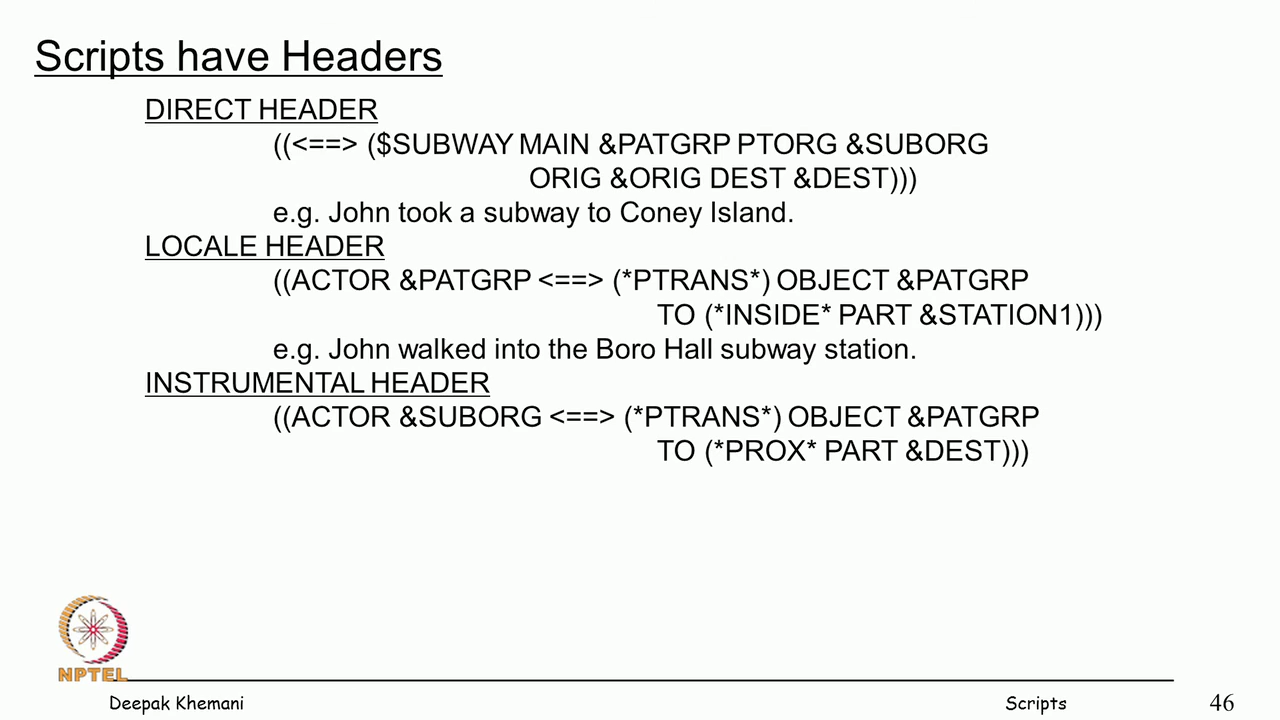 Scripts have Headers
DIRECT HEADER
((<==> ($SUBWAY MAIN &PATGRP PTORG &SUBORG
ORIG &ORIG DEST &DEST)))
e.g. John took a subway to Coney Island.
LOCALE HEADER
((ACTOR &PATGRP <==> (*PTRANS*) OBJECT &PATGRP
TO (*INSIDE* PART &STATION1)))
e.g. John walked into the Boro Hall subway station.
INSTRUMENTAL HEADER
((ACTOR &SUBORG <==> (*PTRANS*) OBJECT &PATGRP
TO (*PROX* PART &DEST)))
NPTEL
Deepak Khemani
Scripts
46